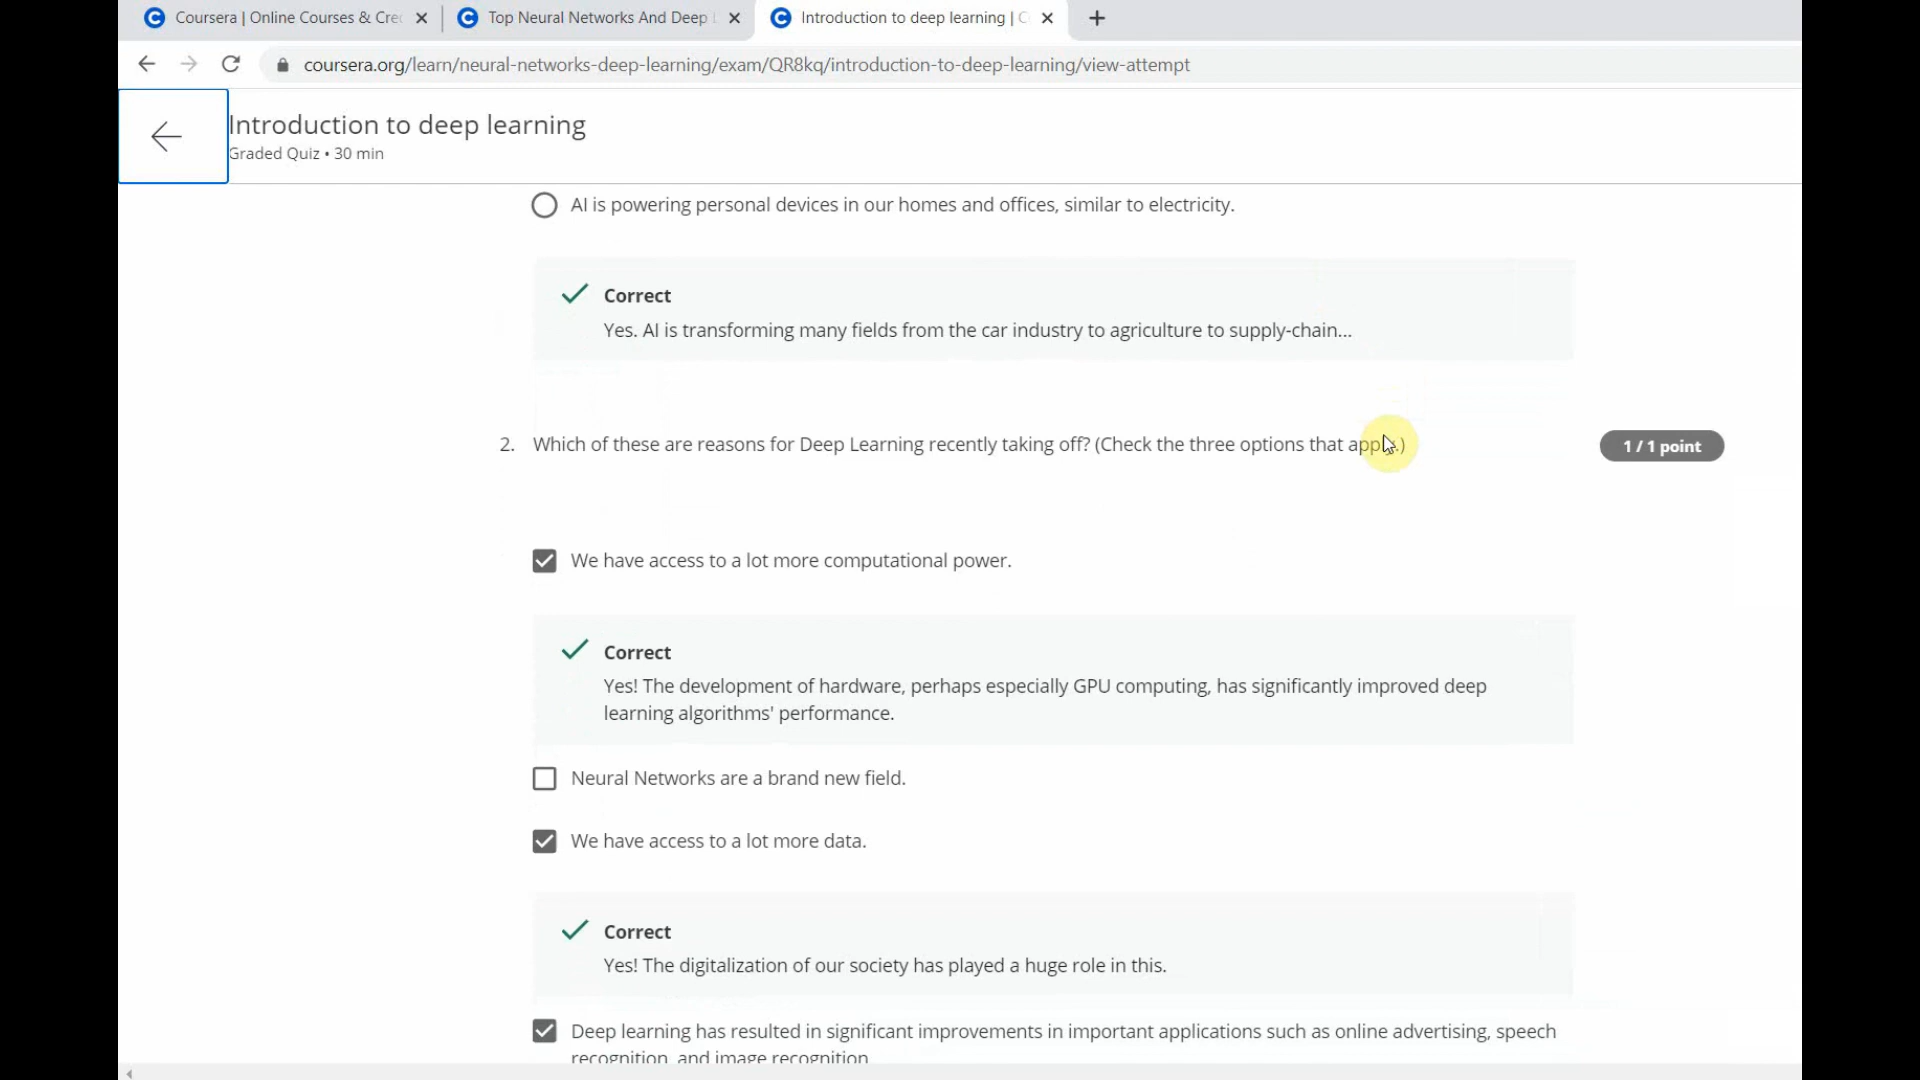 Coursera | Online Courses & Cre
Top Neural Networks And Deep
Introduction to deep learning | C
coursera.org/learn/neural-networks-deep-learning/exam/QR8kq/introduction-to-deep-learning/view-attempt
Introduction to deep learning
Graded Quiz • 30 min
AI is powering personal devices in our homes and offices, similar to electricity.
Correct
Yes. AI is transforming many fields from the car industry to agriculture to supply-chain...
2. Which of these are reasons for Deep Learning recently taking off? (Check the three options that apply.)
1 / 1 point
We have access to a lot more computational power.
Correct
Yes! The development of hardware, perhaps especially GPU computing, has significantly improved deep
learning algorithms' performance.
Neural Networks are a brand new field.
We have access to a lot more data.
Correct
Yes! The digitalization of our society has played a huge role in this.
Deep learning has resulted in significant improvements in important applications such as online advertising, speech
recognition, and image recognition